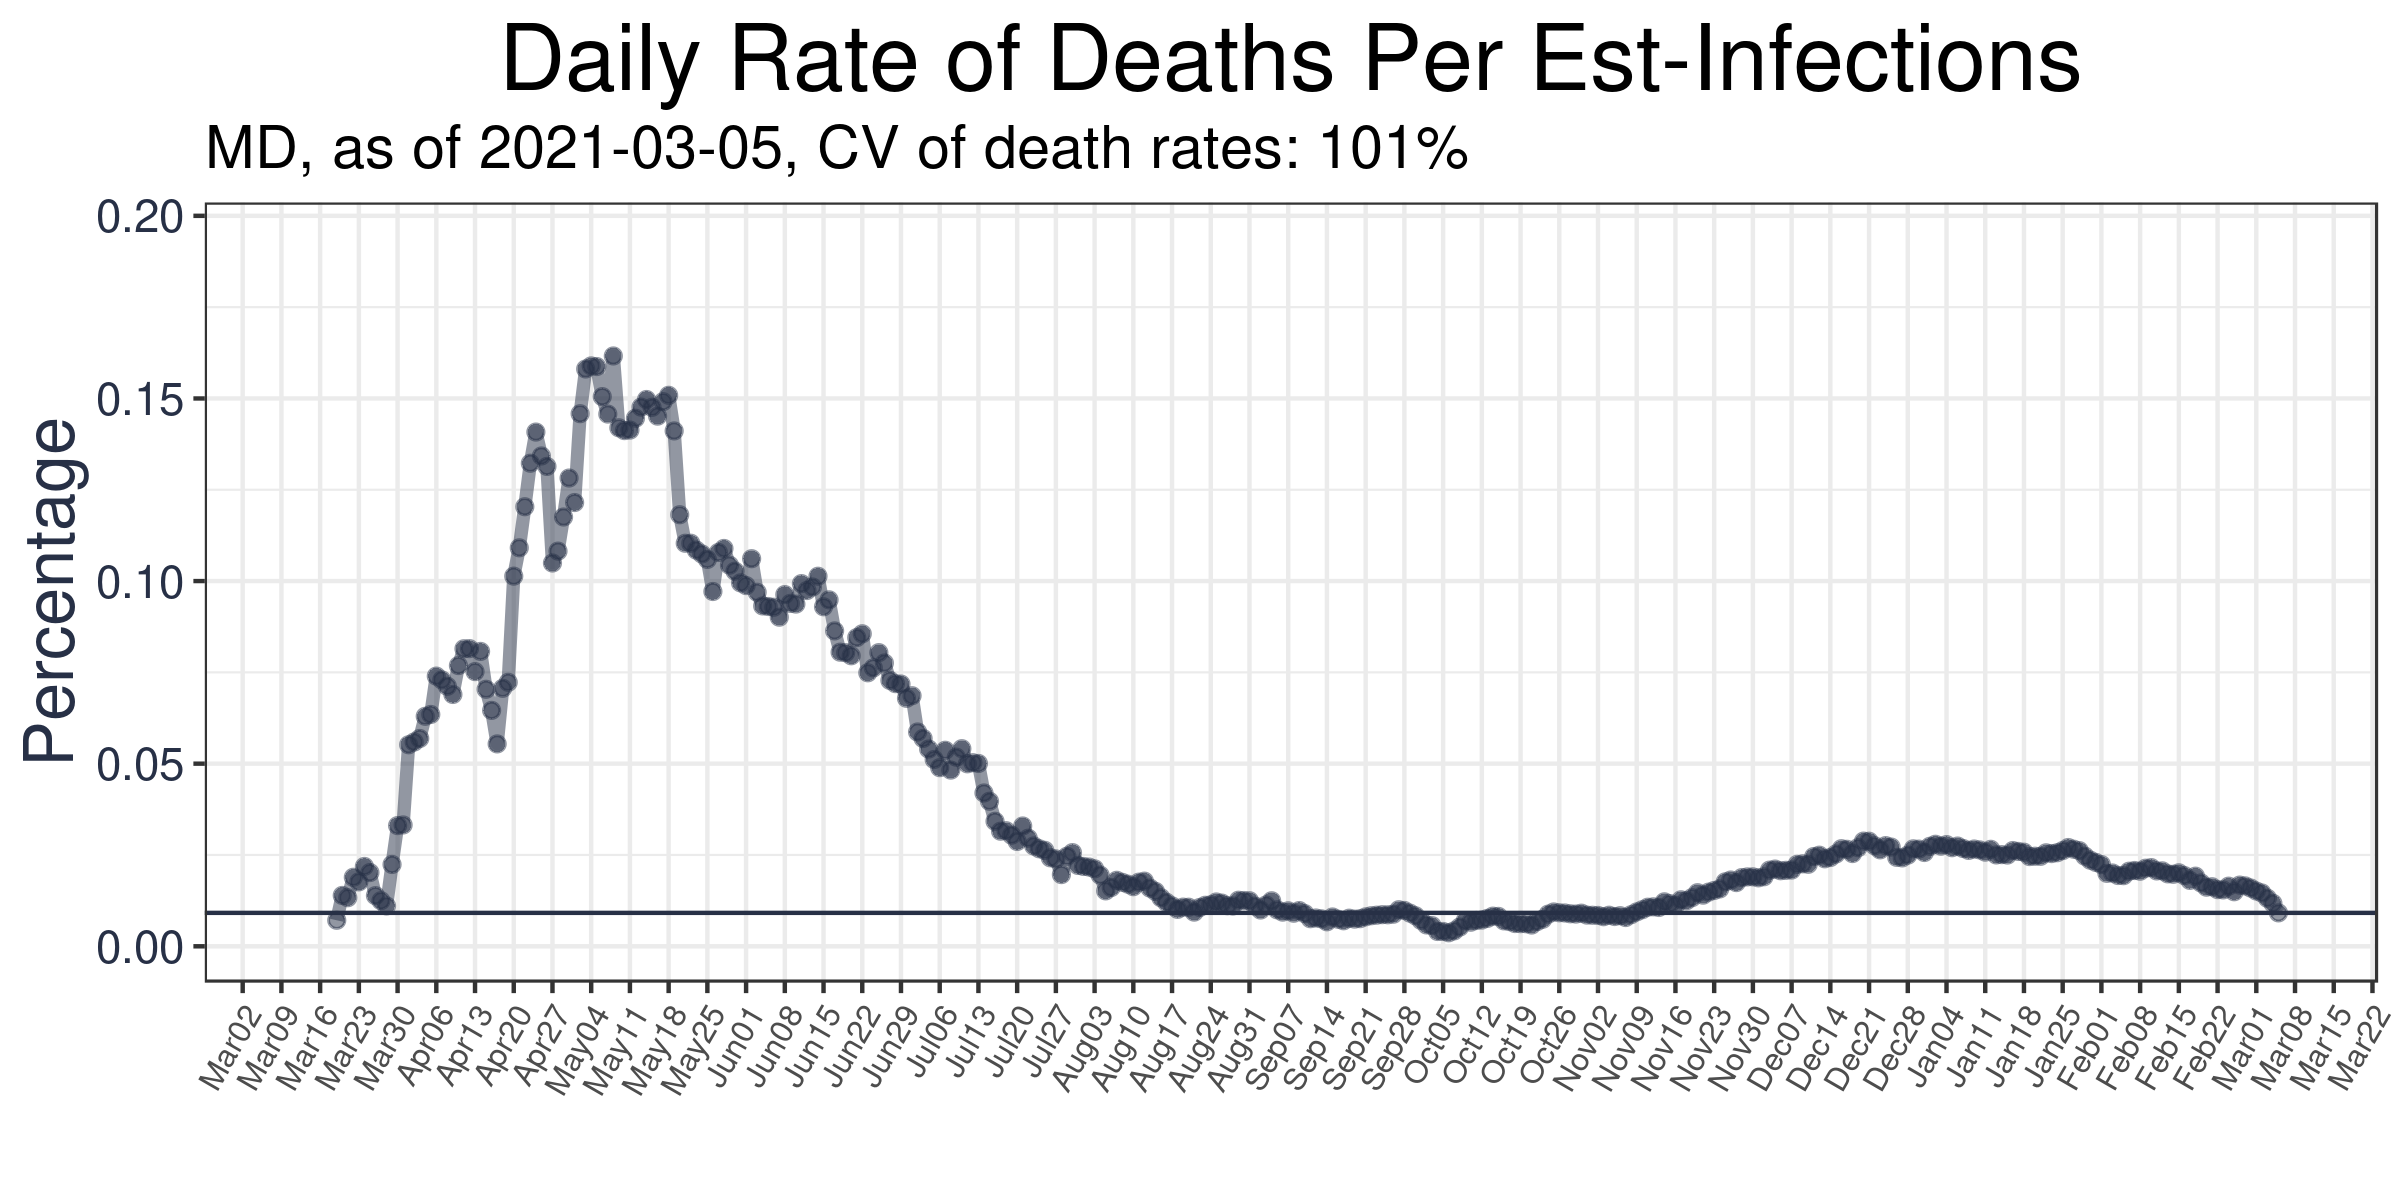 Daily Rate of Deaths Per Est-Infections
MD, as of 2021-03-05, CV of death rates: 101%
Percentage
0.20
0.15
0.10
0.05
0.00
Mar02
Mar09
Mar16
Mar23
Mar30
Apr06
Apr13
Apr20
Apr27
May04
May11
May18
May25
Jun01
Jun08
Jun15
Jun22
Jun29
Jul06
Jul13
Jul20
Jul27
Aug03
Aug10
Aug17
Aug24
Aug31
Sep07
Sep14
Sep21
Sep28
Oct05
Oct12
Oct19
Oct26
Nov02
Nov09
Nov16
Nov23
Nov30
Dec07
Dec14
Dec21
Dec28
Jan04
Jan11
Jan18
Jan25
Feb01
Feb08
Feb15
Feb22
Mar01
Mar08
Mar15
Mar22